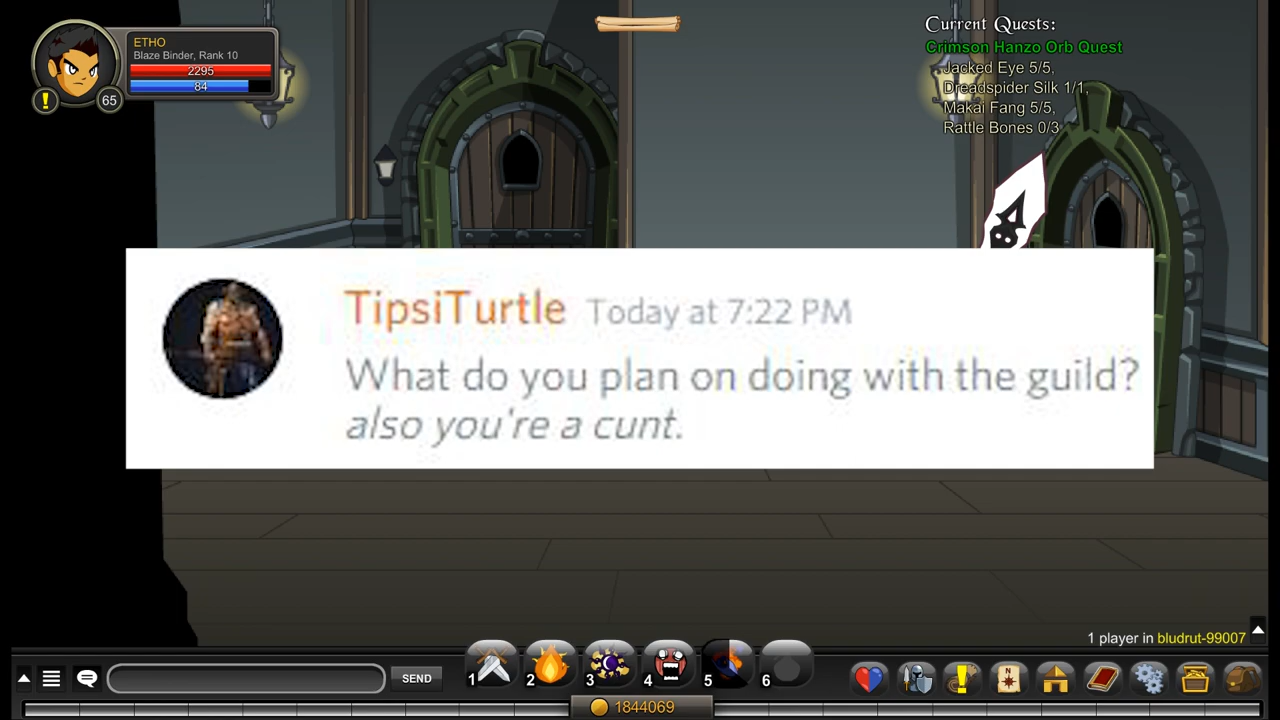 ETHO
Blaze Binder, Rank 10
2295
84
65
Current Quests:
Crimson Hanzo Orb Quest
Jacked Eye 5/5,
Dreadspider Silk 1/1,
Makai Fang 5/5,
Rattle Bones 0/3
TipsiTurtle Today at 7:22 PM
What do you plan on doing with the guild?
also you're a cunt.
1 player in bludrut-99007
SEND
1 2 3 4 5 6
N
1844069